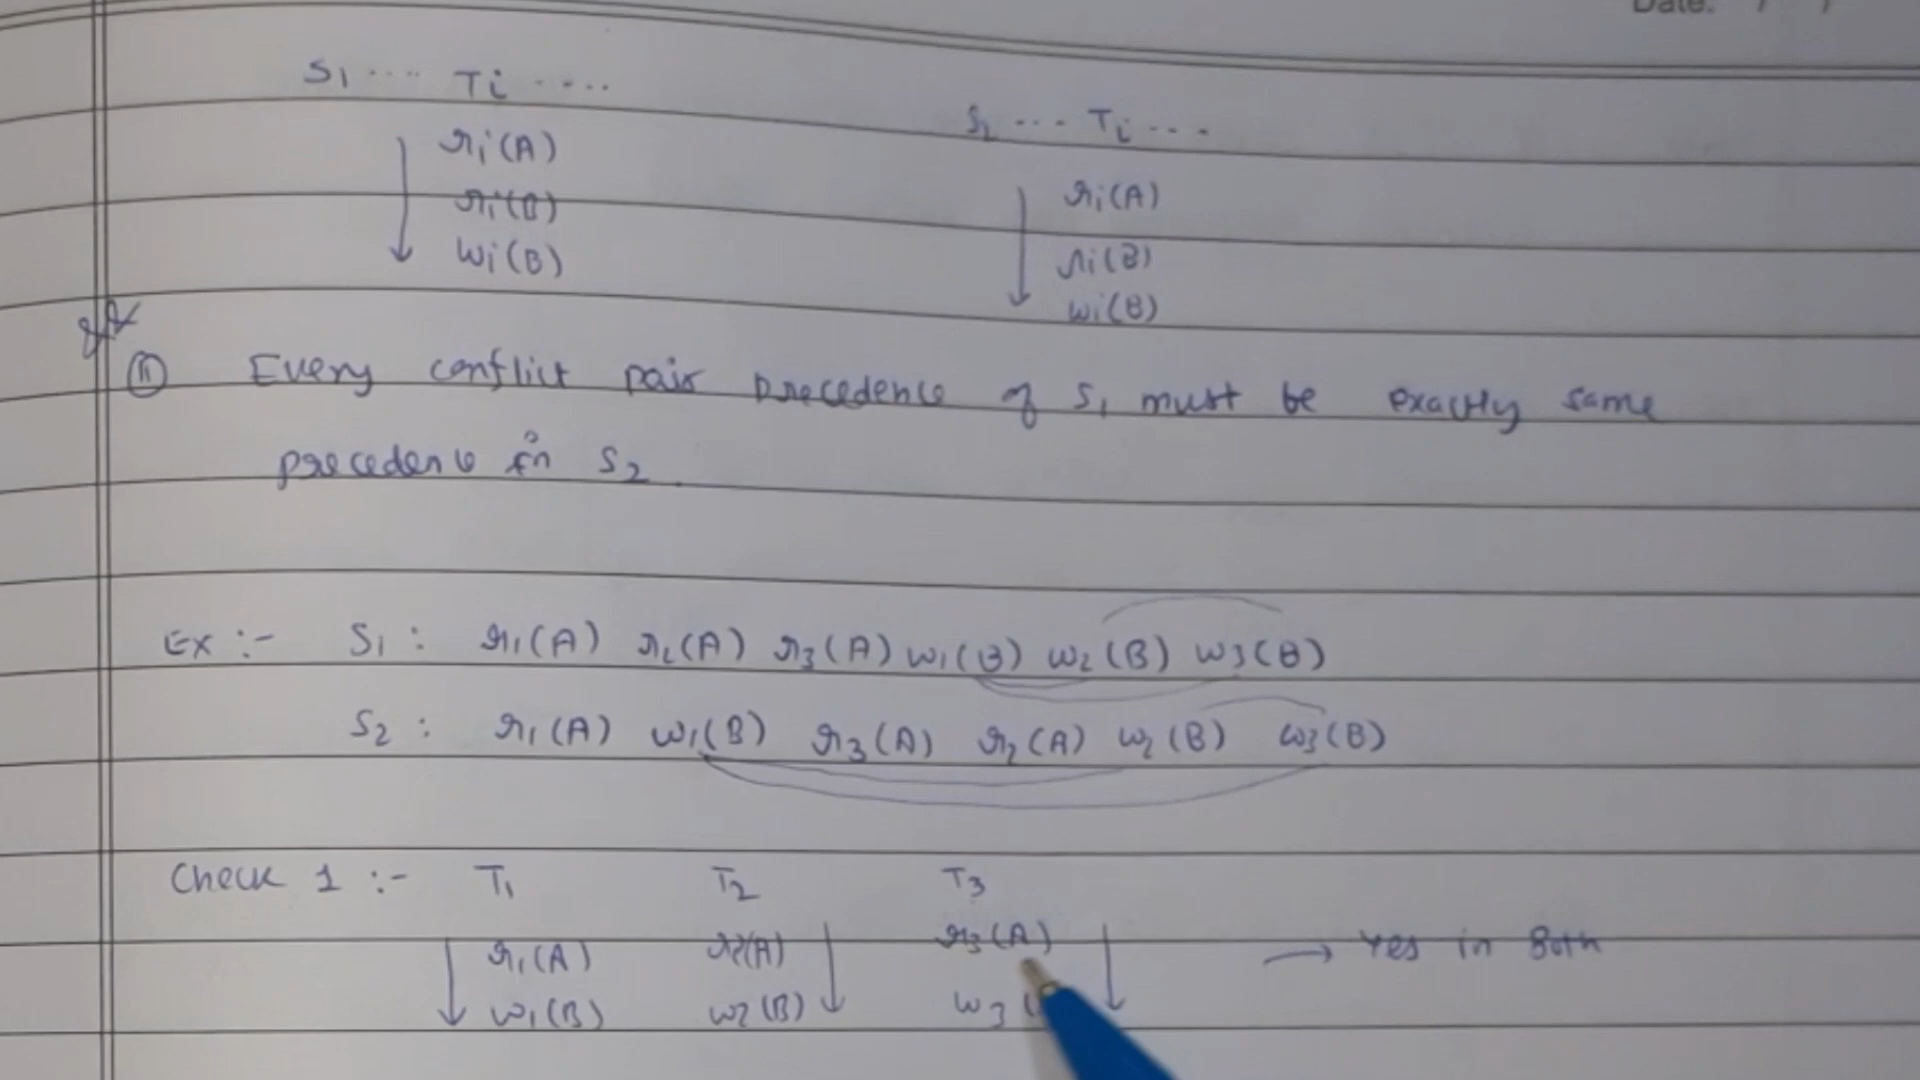 Date: / /
S1 .... Ti ....
r1i(A)
ri(B)
wi(B)
S2 ... Ti ...
ri(A)
ri(B)
wi(B)
(ii) Every conflict pair precedence of S1 must be exactly same
precedence in S2.
Ex :- S1 : r1(A) r2(A) r3(A) w1(B) w2(B) w3(B)
S2 : r1(A) w1(B) r3(A) r2(A) w2(B) w3(B)
Check 1 :- T1 T2 T3
r1(A) r2(A) r3(A) → Yes in Both
w1(B) w2(B) w3(